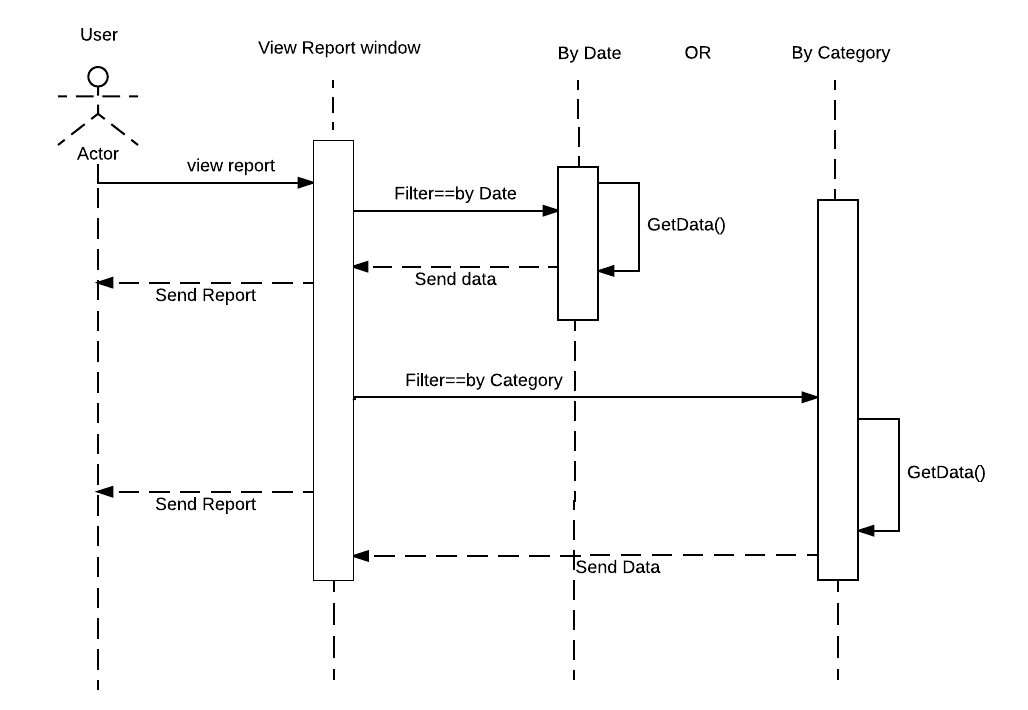 User
View Report window
By Date
OR
By Category
Actor
view report
Filter==by Date
GetData()
Send data
Send Report
Filter==by Category
GetData()
Send Report
Send Data